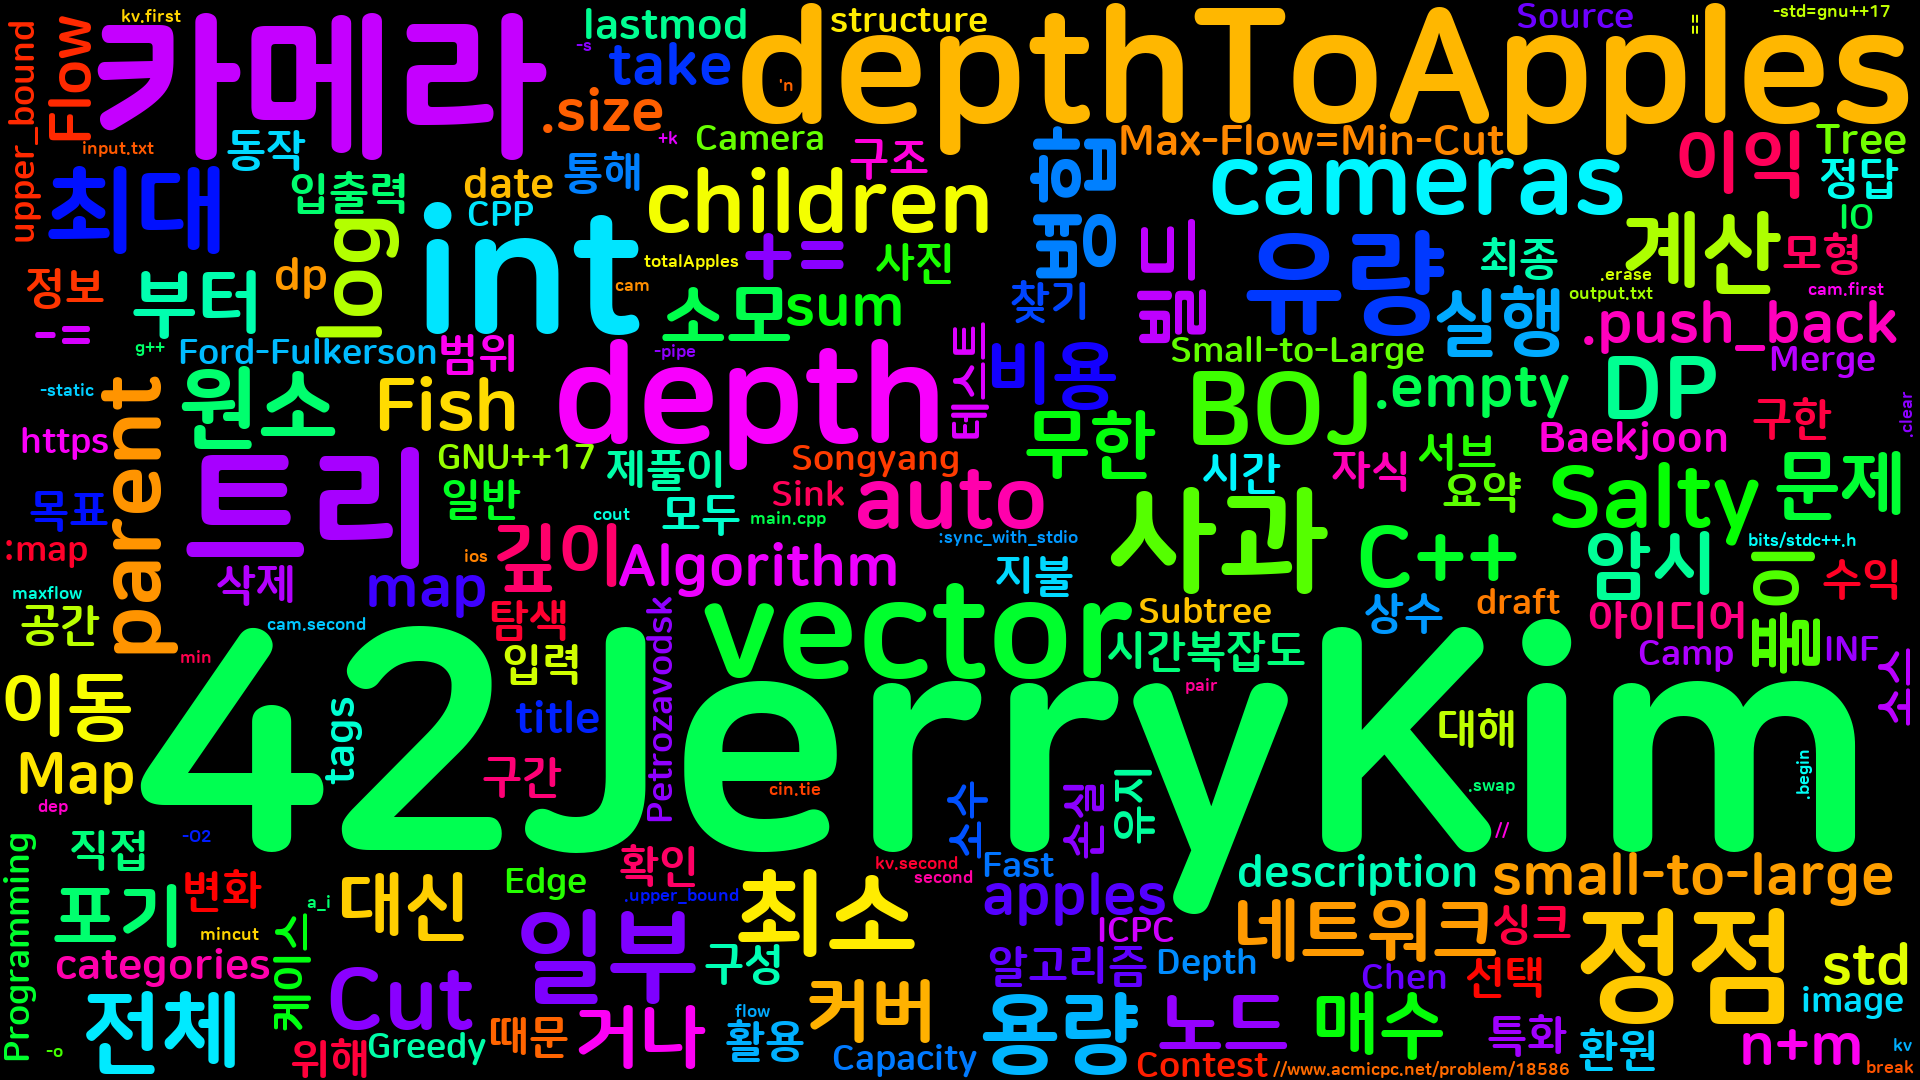 kv.first
카메라
lastmod
structure
depthToApples
Source
=
-std=gnu++17
upper_bound
Flow
-s
take
'n
.size
input.txt
동작
+k
Camera
통해
구조
Max-Flow=Min-Cut
이익
Tree
최대
입출력
date
CPP
children
편형
cameras
정답
IO
log
int
totalApples
+=
사진
비텔
유량
최종
계산
모형
정보
부터
dp
cam
소모
sum
찾기
실행
.erase
output.txt
cam.first
-=
g++
Ford-Fulkerson
범위
-pipe
depth
티시테
비용
Small-to-Large
.push_back
Merge
-static
parent
원소
Fish
무한
BOJ
.empty
DP
구한
.clear
https
트리
GNU++17
일반
제풀이
Songyang
시간
자식
서브
요약
Baekjoon
Salty
문제
목표
모두
cout
Sink
main.cpp
auto
사과
:map
ios
깊이
Algorithm
:sync_with_stdio
지불
C++
암시
bits/stdc++.h
수익
maxflow
공간
삭제
map
탐색
vector
Subtree
상수
draft
아이디어
cam.second
min
입력
Petrozavodsk
시간복잡도
Camp
INF
이동
42JerryKim
pair
대해
Map
tags
title
구간
cin.tie
유지
손실
.swap
.begin
dep
-O2
//
Programming
직접
변화
포기
a_i
대신
Edge
확인
kv.second
second
Fast
description
small-to-large
mincut
케이시
일부
.upper_bound
최소
apples
ICPC
네트워크
싱크
정점
categories
Cut
구성
알고리즘
Depth
Chen
선택
std
전체
거나
flow
커버
용량
노드
매수
특화
image
-o
위해
Greedy
때문
활용
Capacity
Contest
//www.acmicpc.net/problem/18586
환원
n+m
kv
break